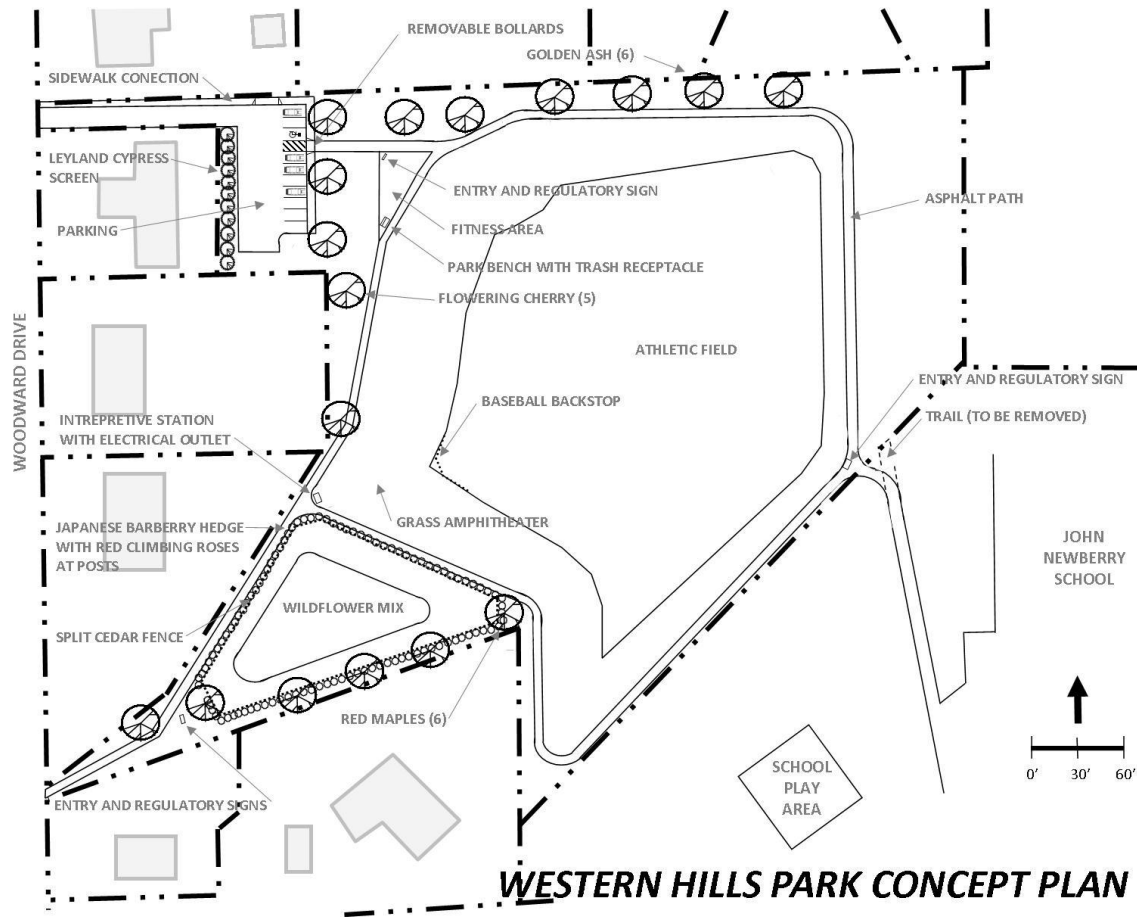 REMOVABLE BOLLARDS
GOLDEN ASH (6)
SIDEWALK CONECTION
LEYLAND CYPRESS
SCREEN
ENTRY AND REGULATORY SIGN
ASPHALT PATH
PARKING
FITNESS AREA
PARK BENCH WITH TRASH RECEPTACLE
FLOWERING CHERRY (5)
WOODWARD DRIVE
ATHLETIC FIELD
ENTRY AND REGULATORY SIGN
BASEBALL BACKSTOP
TRAIL (TO BE REMOVED)
INTREPRETIVE STATION
WITH ELECTRICAL OUTLET
JAPANESE BARBERRY HEDGE
WITH RED CLIMBING ROSES
AT POSTS
GRASS AMPHITHEATER
JOHN
NEWBERRY
SCHOOL
WILDFLOWER MIX
SPLIT CEDAR FENCE
RED MAPLES (6)
SCHOOL
PLAY
AREA
0' 30' 60'
ENTRY AND REGULATORY SIGNS
WESTERN HILLS PARK CONCEPT PLAN